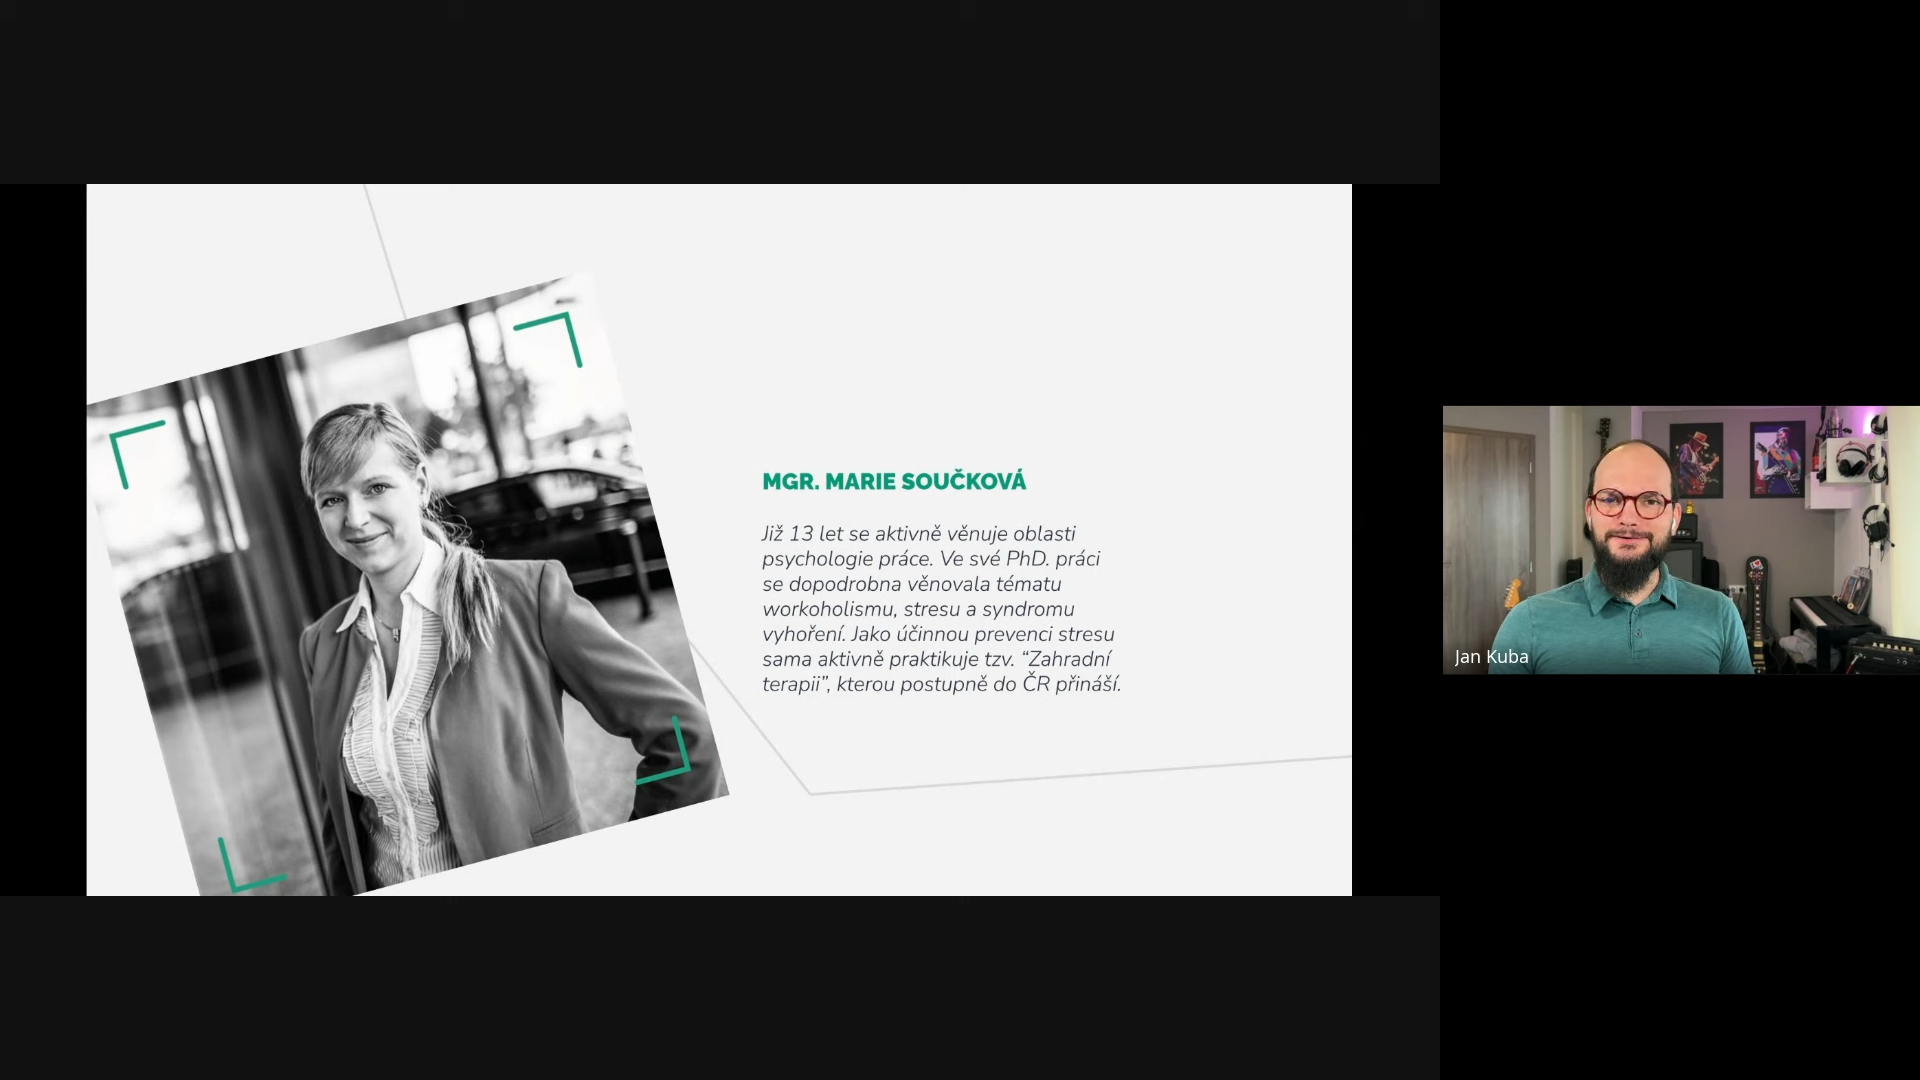 MGR. MARIE SOUČKOVÁ
Již 13 let se aktivně věnuje oblasti
psychologie práce. Ve své PhD. práci
se dopodrobna věnovala tématu
workoholismu, stresu a syndromu
vyhoření. Jako účinnou prevenci stresu
sama aktivně praktikuje tzv. “Zahradní
terapii”, kterou postupně do ČR přináší.
Jan Kuba